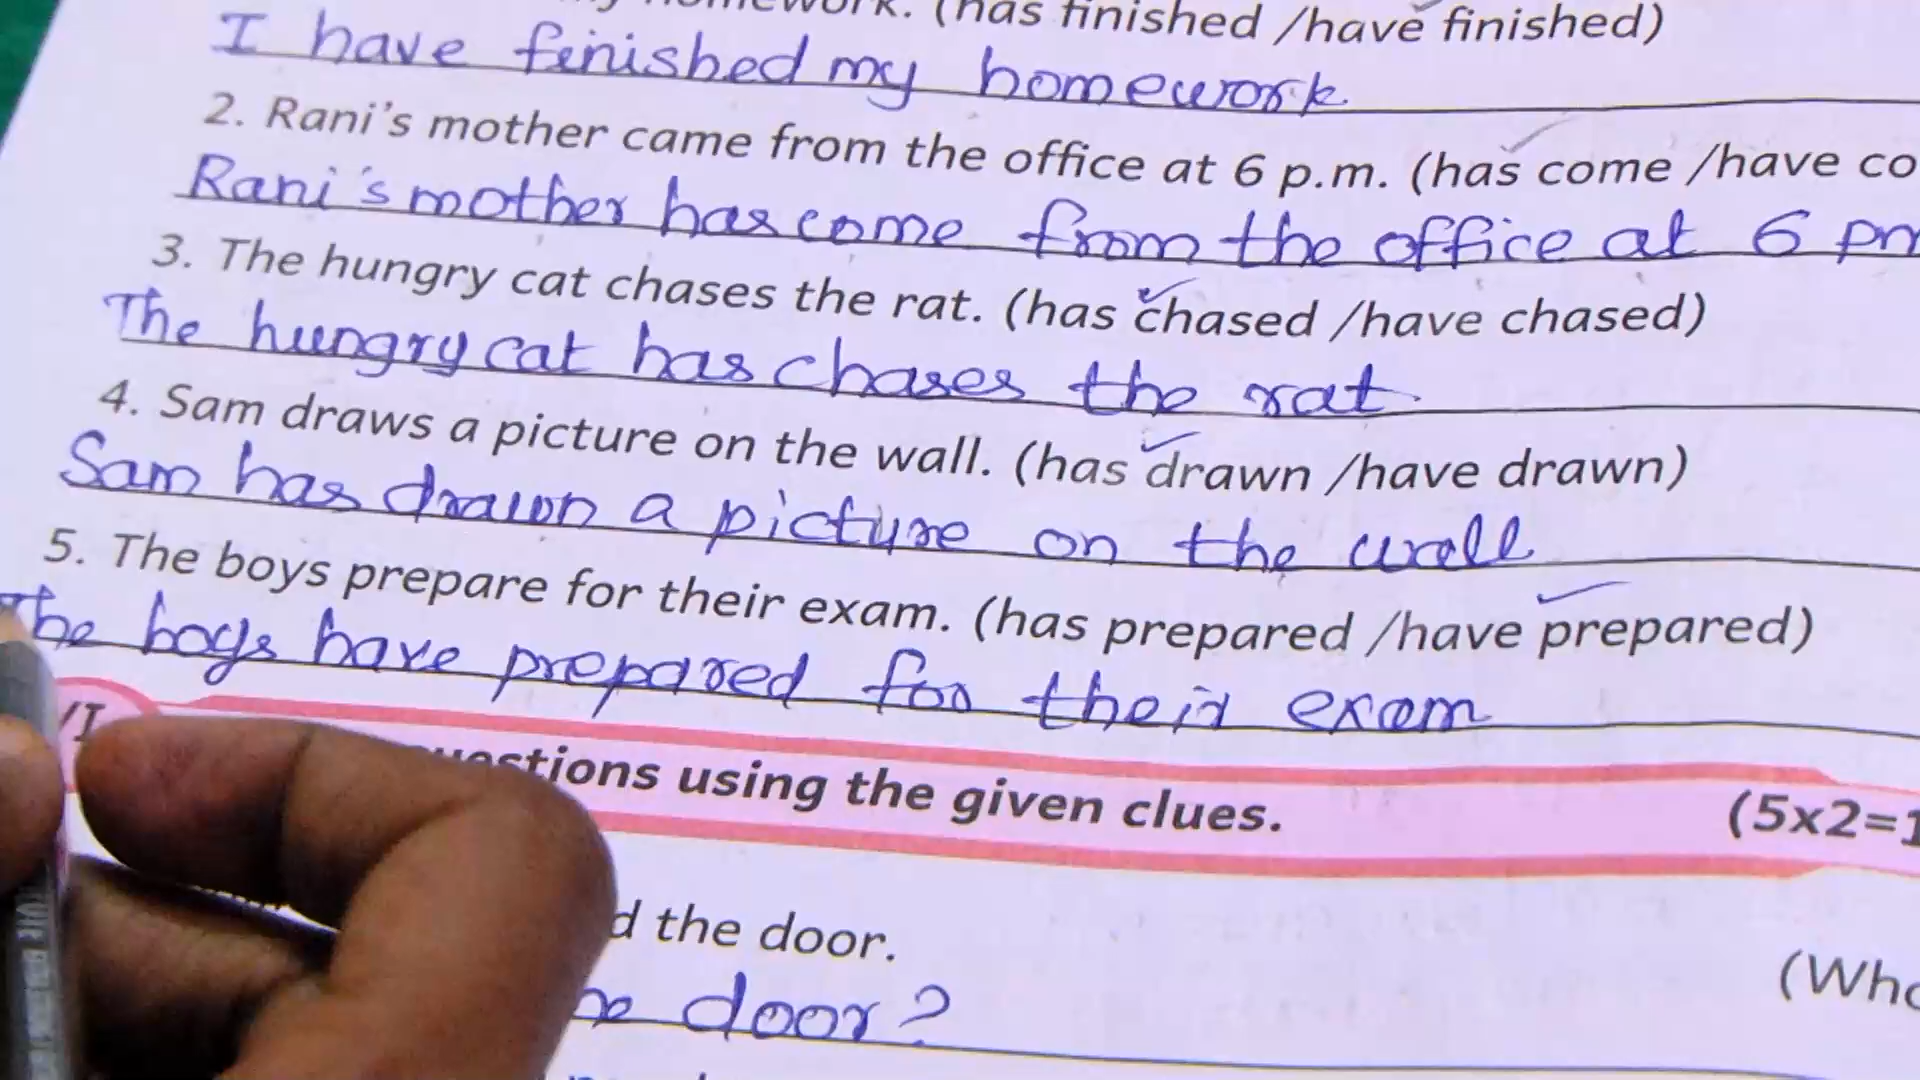 homework. (has finished /have finished)
I have finished my homework.
2. Rani's mother came from the office at 6 p.m. (has come /have co
Rani's mother has come from the office at 6 pm
3. The hungry cat chases the rat. (has chased /have chased)
The hungry cat has chases the rat.
4. Sam draws a picture on the wall. (has drawn /have drawn)
Sam has drawn a picture on the wall
5. The boys prepare for their exam. (has prepared /have prepared)
The boys have prepared for their exam
uestions using the given clues. (5x2=1
d the door. (Who
door?